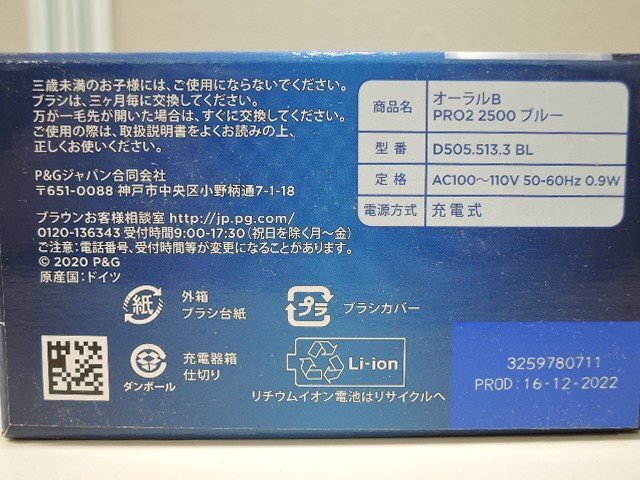 三歳未満のお子様には、ご使用にならないでください。
ブラシは、三ヶ月毎に交換してください。
万が一毛先が開いた場合は、すぐに交換してください。
ご使用の際は、取扱説明書をよくお読みの上、
正しくお使いください。
P&Gジャパン合同会社
〒651-0088 神戸市中央区小野柄通7-1-18
ブラウンお客様相談室 http://jp.pg.com/
0120-136343 受付時間9:00-17:30(祝日を除く月〜金)
ご注意:電話番号、受付時間等が変更になることがあります。
© 2020 P&G
原産国:ドイツ
商品名 オーラルB
PRO2 2500 ブルー
型 番 D505.513.3 BL
定 格 AC100〜110V 50-60Hz 0.9W
電源方式 充電式
紙 外箱
ブラシ台紙
プラ ブラシカバー
ダンボール 充電器箱
仕切り
Li-ion
リチウムイオン電池はリサイクルへ
3259780711
PROD: 16-12-2022